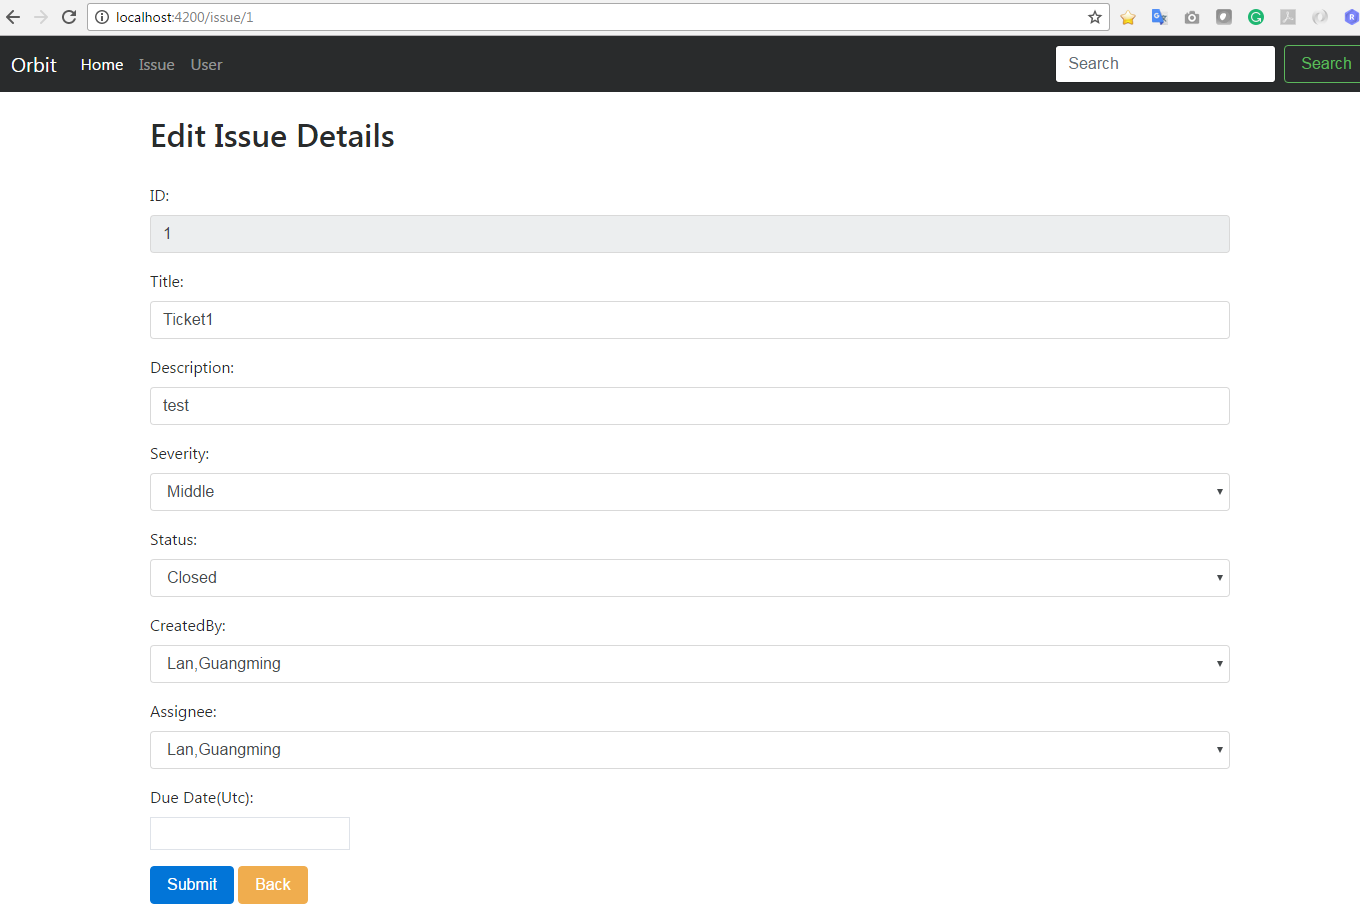 localhost:4200/issue/1
Orbit Home Issue User Search Search
Edit Issue Details
ID:
1
Title:
Ticket1
Description:
test
Severity:
Middle
Status:
Closed
CreatedBy:
Lan,Guangming
Assignee:
Lan,Guangming
Due Date(Utc):
Submit Back